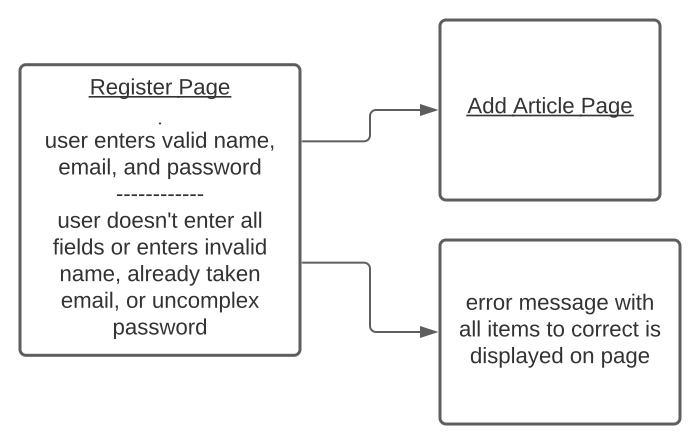 Register Page
.
user enters valid name,
email, and password
------------
user doesn't enter all
fields or enters invalid
name, already taken
email, or uncomplex
password
Add Article Page
error message with
all items to correct is
displayed on page